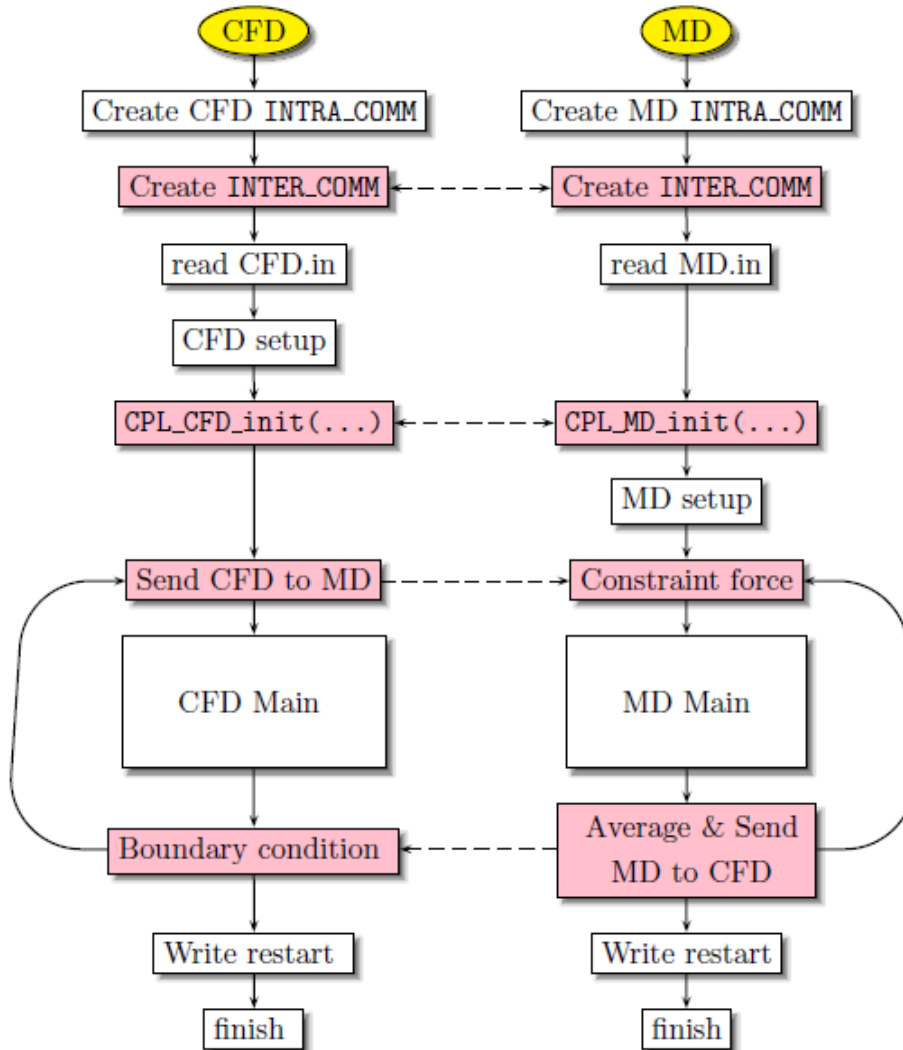 CFD
MD
Create CFD INTRA_COMM
Create MD INTRA_COMM
Create INTER_COMM
Create INTER_COMM
read CFD.in
read MD.in
CFD setup
CPL_CFD_init(...)
CPL_MD_init(...)
MD setup
Send CFD to MD
Constraint force
CFD Main
MD Main
Boundary condition
Average & Send
MD to CFD
Write restart
Write restart
finish
finish